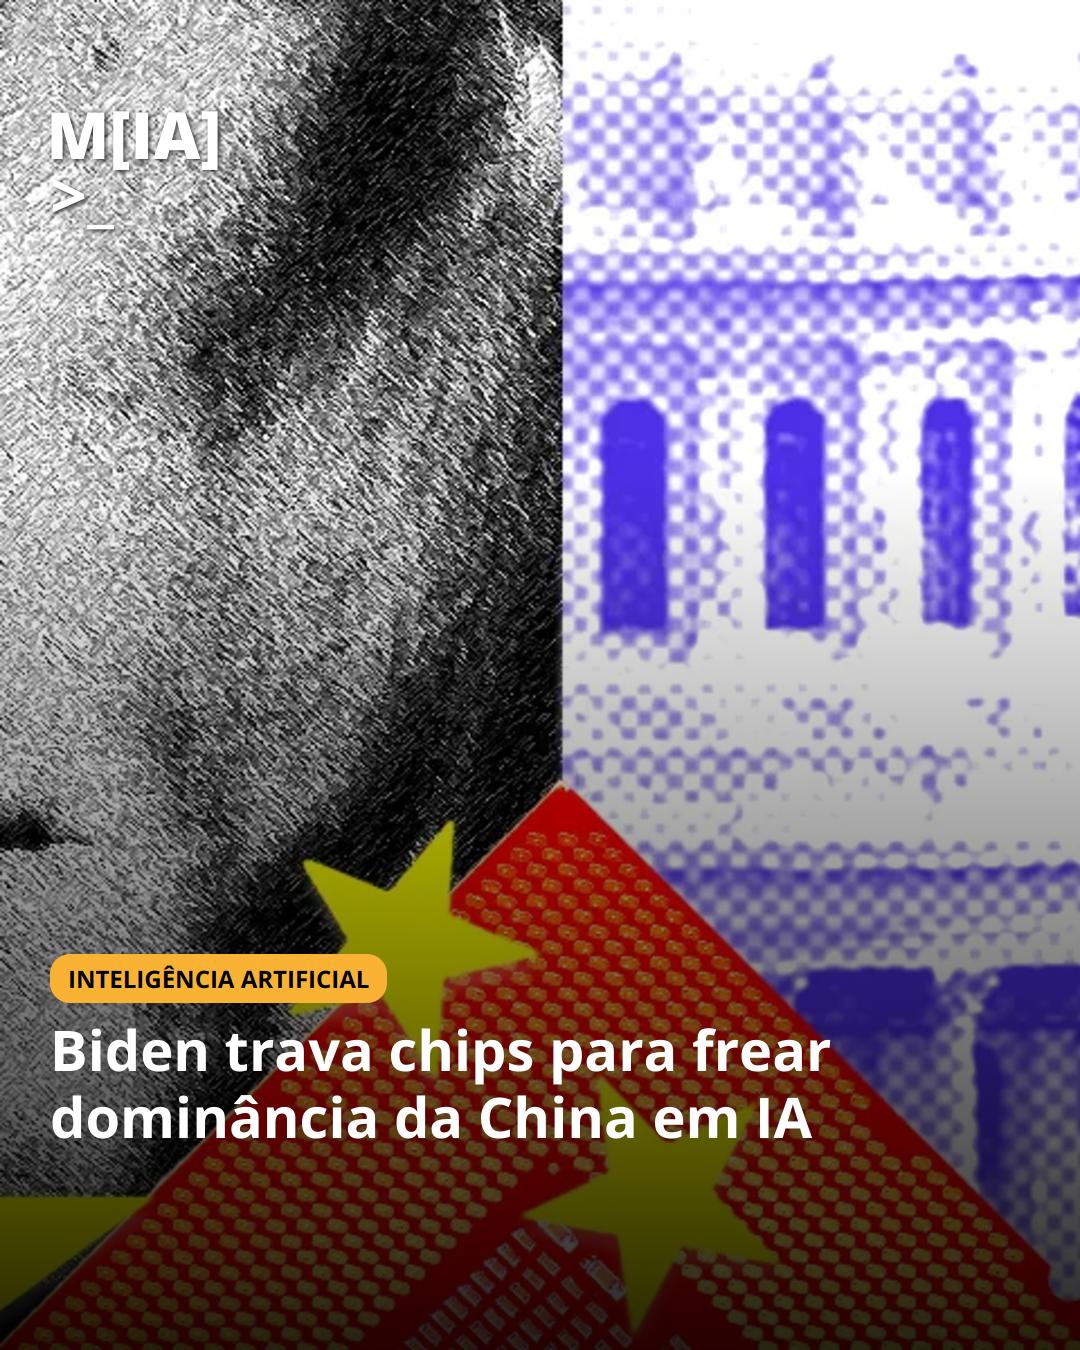 M[IA]
>_
INTELIGÊNCIA ARTIFICIAL
Biden trava chips para frear
dominância da China em IA